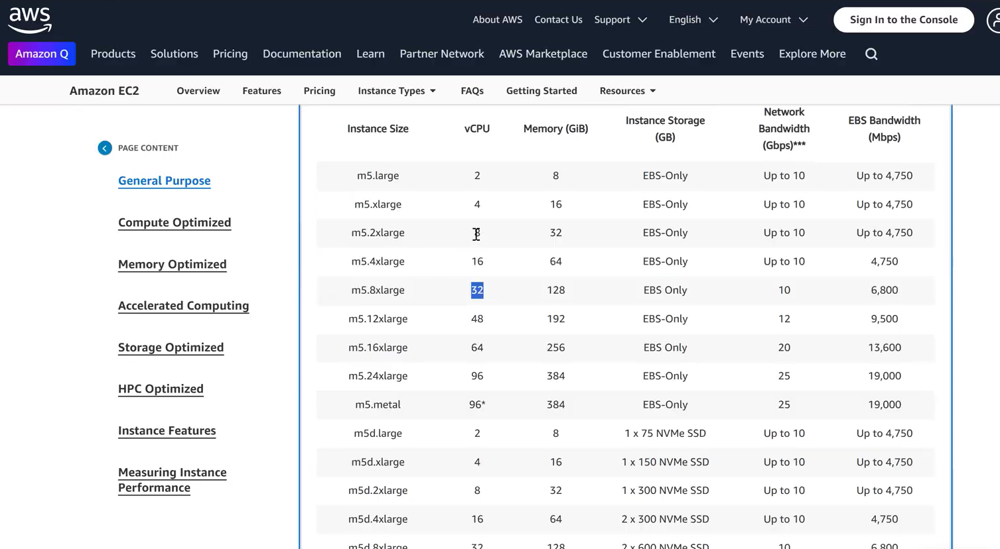 aws
About AWS Contact Us Support English My Account Sign In to the Console
Amazon Q Products Solutions Pricing Documentation Learn Partner Network AWS Marketplace Customer Enablement Events Explore More
Amazon EC2 Overview Features Pricing Instance Types FAQs Getting Started Resources
PAGE CONTENT
General Purpose
Compute Optimized
Memory Optimized
Accelerated Computing
Storage Optimized
HPC Optimized
Instance Features
Measuring Instance
Performance
Instance Size vCPU Memory (GiB) Instance Storage (GB) Network Bandwidth (Gbps)*** EBS Bandwidth (Mbps)
m5.large 2 8 EBS-Only Up to 10 Up to 4,750
m5.xlarge 4 16 EBS-Only Up to 10 Up to 4,750
m5.2xlarge 8 32 EBS-Only Up to 10 Up to 4,750
m5.4xlarge 16 64 EBS-Only Up to 10 4,750
m5.8xlarge 32 128 EBS Only 10 6,800
m5.12xlarge 48 192 EBS-Only 12 9,500
m5.16xlarge 64 256 EBS Only 20 13,600
m5.24xlarge 96 384 EBS-Only 25 19,000
m5.metal 96* 384 EBS-Only 25 19,000
m5d.large 2 8 1 x 75 NVMe SSD Up to 10 Up to 4,750
m5d.xlarge 4 16 1 x 150 NVMe SSD Up to 10 Up to 4,750
m5d.2xlarge 8 32 1 x 300 NVMe SSD Up to 10 Up to 4,750
m5d.4xlarge 16 64 2 x 300 NVMe SSD Up to 10 4,750
m5d.8xlarge 32 128 2 x 600 NVMe SSD 10 6,800